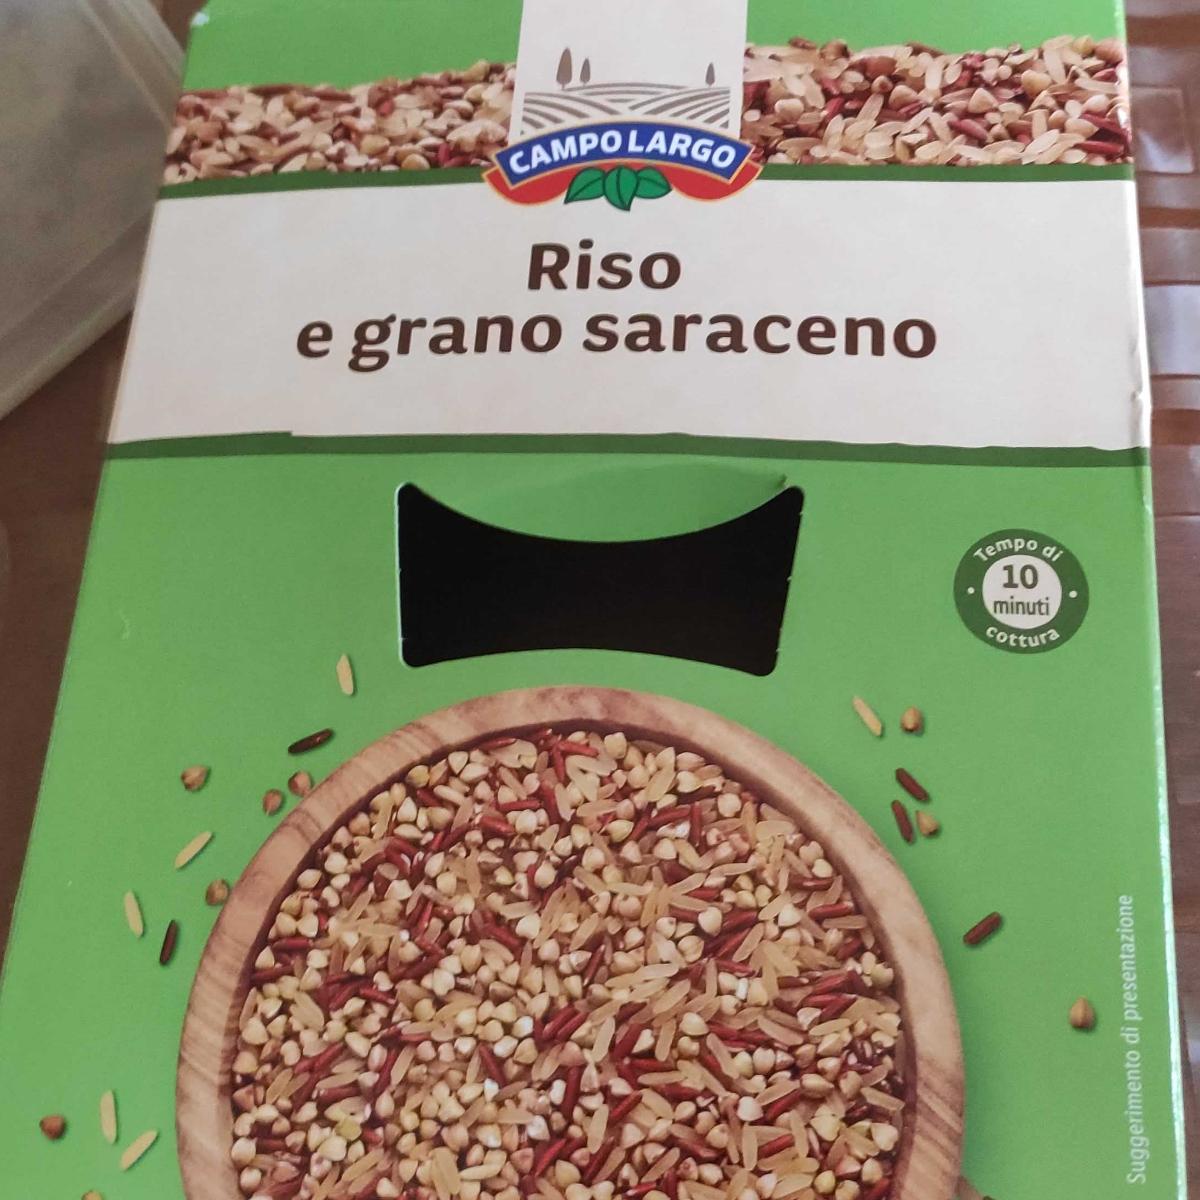 CAMPO LARGO
Riso
e grano saraceno
Tempo di
10
minuti
cottura
Suggerimento di presentazione